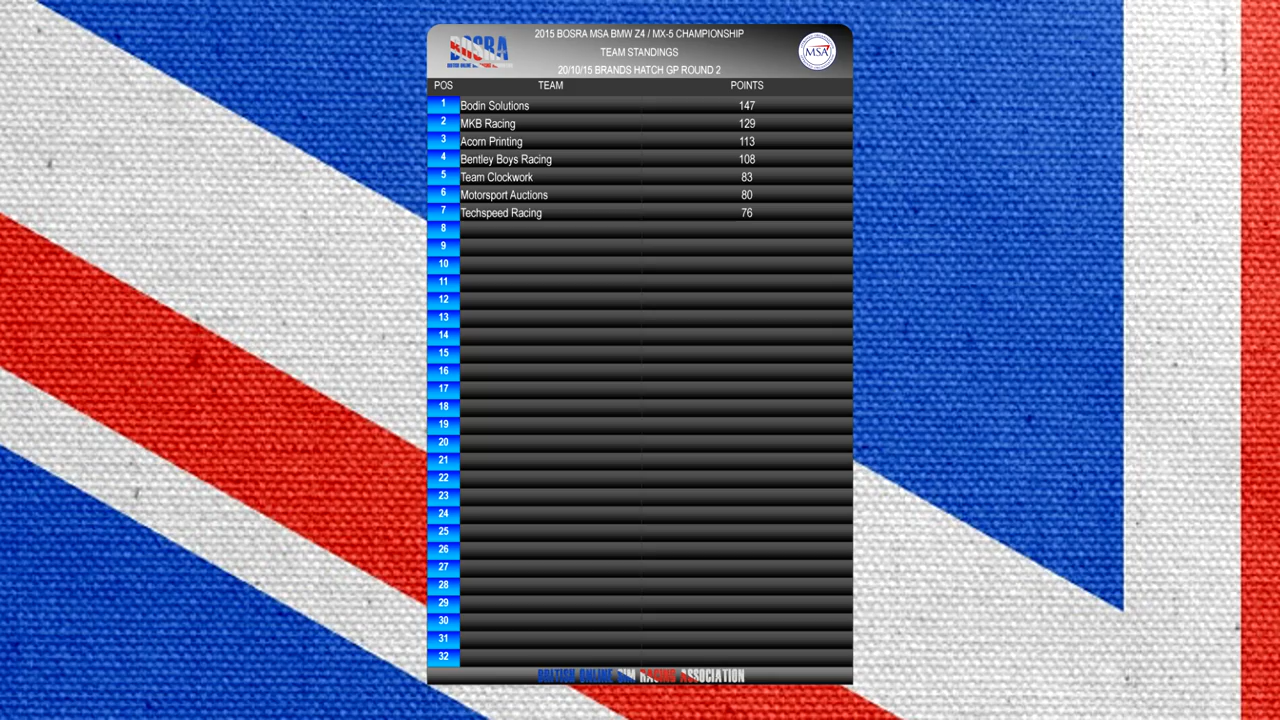 BOSRA
2015 BOSRA MSA BMW Z4 / MX-5 CHAMPIONSHIP
TEAM STANDINGS
20/10/15 BRANDS HATCH GP ROUND 2
MSA
POS TEAM POINTS
1 Bodin Solutions 147
2 MKB Racing 129
3 Acorn Printing 113
4 Bentley Boys Racing 108
5 Team Clockwork 83
6 Motorsport Auctions 80
7 Techspeed Racing 76
8
9
10
11
12
13
14
15
16
17
18
19
20
21
22
23
24
25
26
27
28
29
30
31
32
BRITISH ONLINE SIM RACING ASSOCIATION